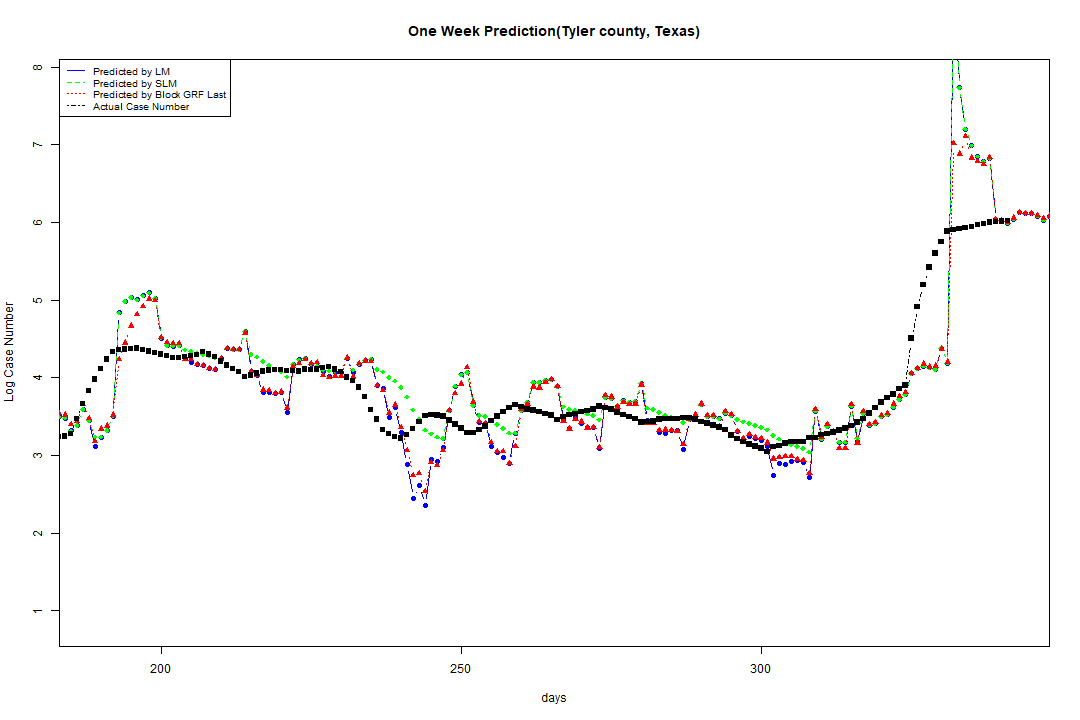 One Week Prediction(Tyler county, Texas)
Predicted by LM
Predicted by SLM
Predicted by Block GRF Last
Actual Case Number
8
7
6
5
4
3
2
1
Log Case Number
200 250 300
days